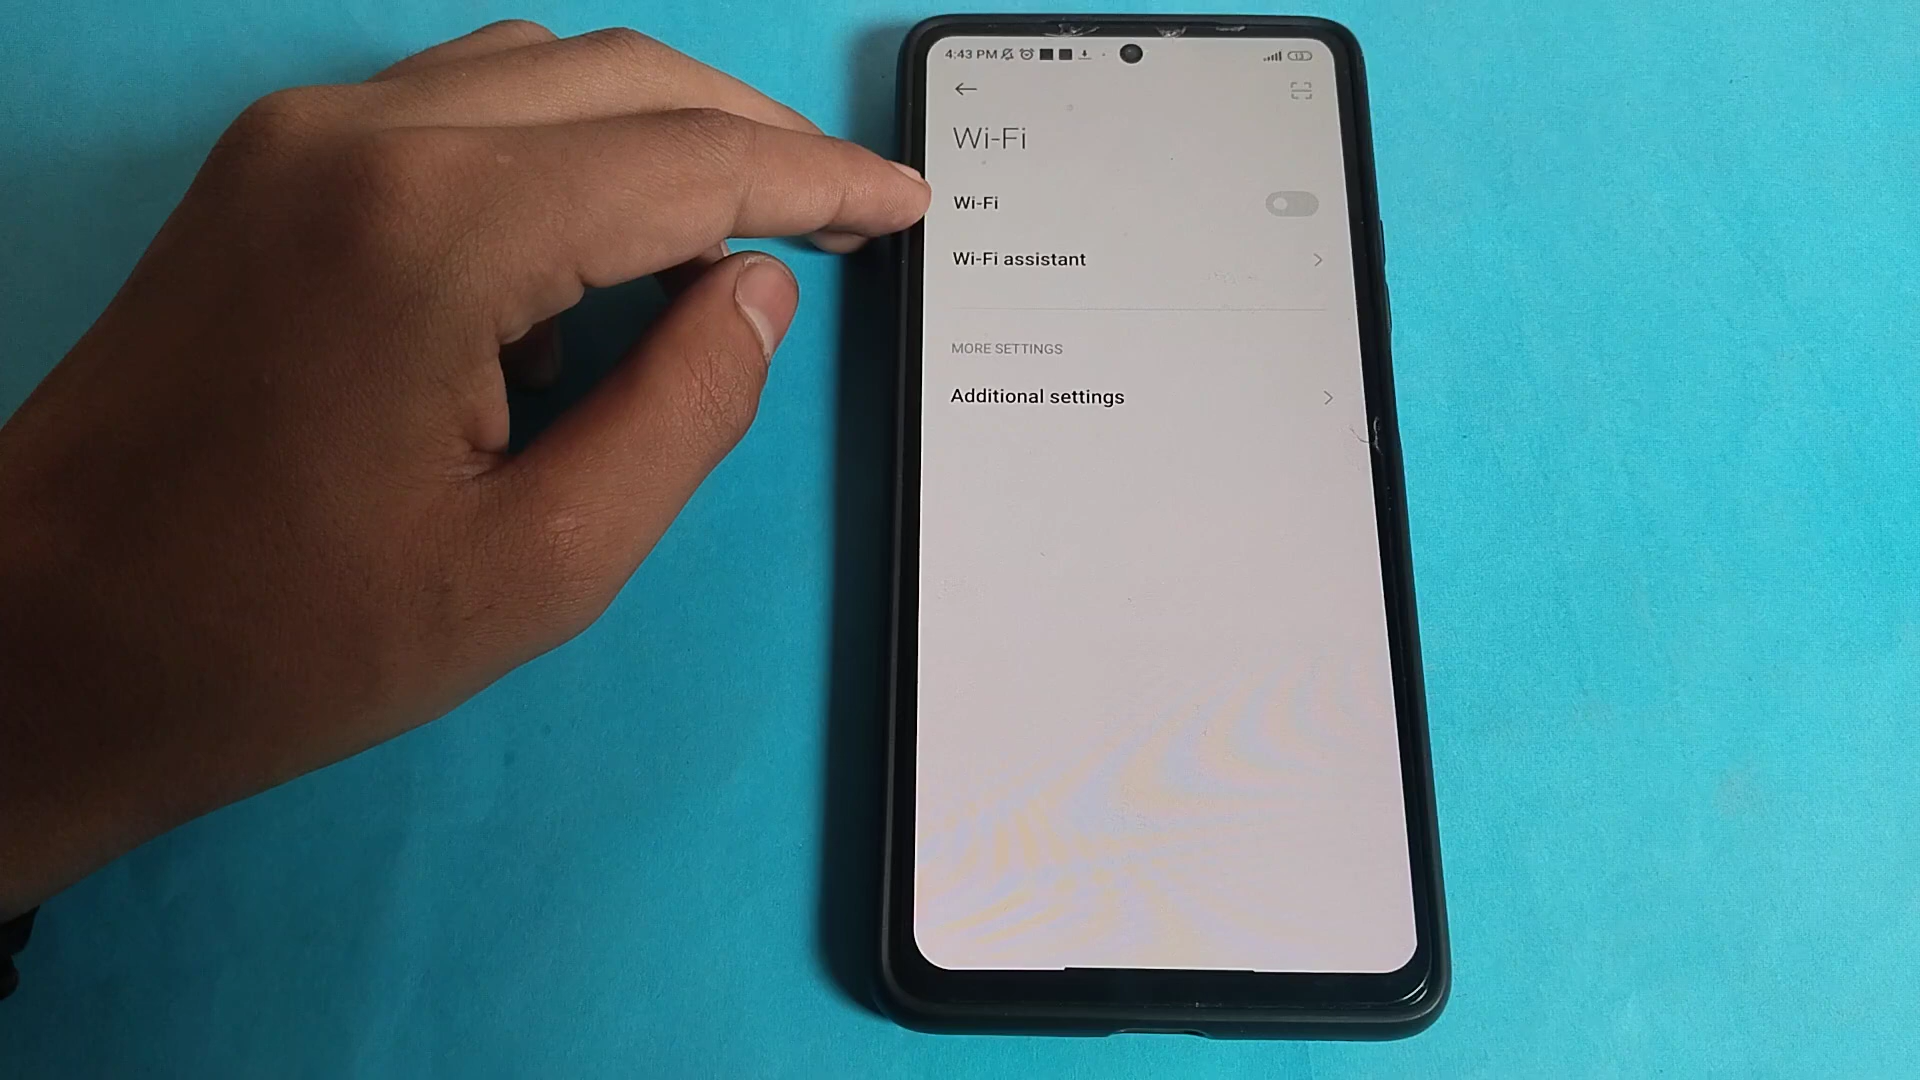 4:43 PM
Wi-Fi
Wi-Fi
Wi-Fi assistant
MORE SETTINGS
Additional settings